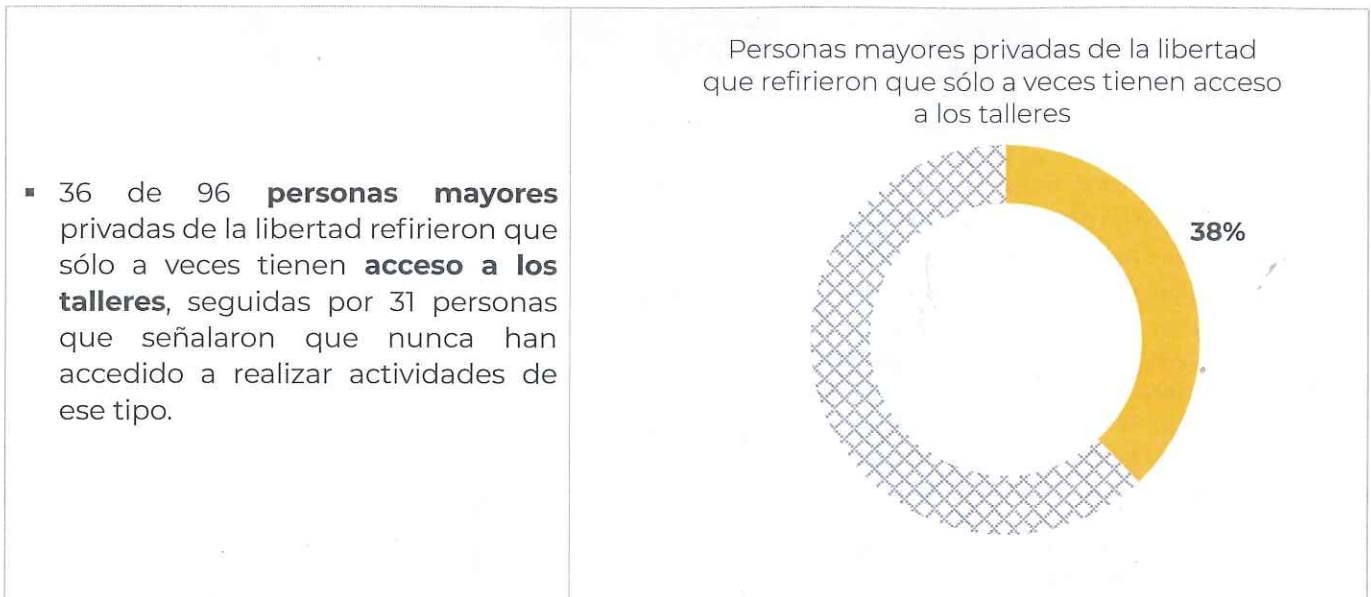 ▪ 36 de 96 personas mayores
privadas de la libertad refirieron que
sólo a veces tienen acceso a los
talleres, seguidas por 31 personas
que señalaron que nunca han
accedido a realizar actividades de
ese tipo.
Personas mayores privadas de la libertad
que refirieron que sólo a veces tienen acceso
a los talleres
38%